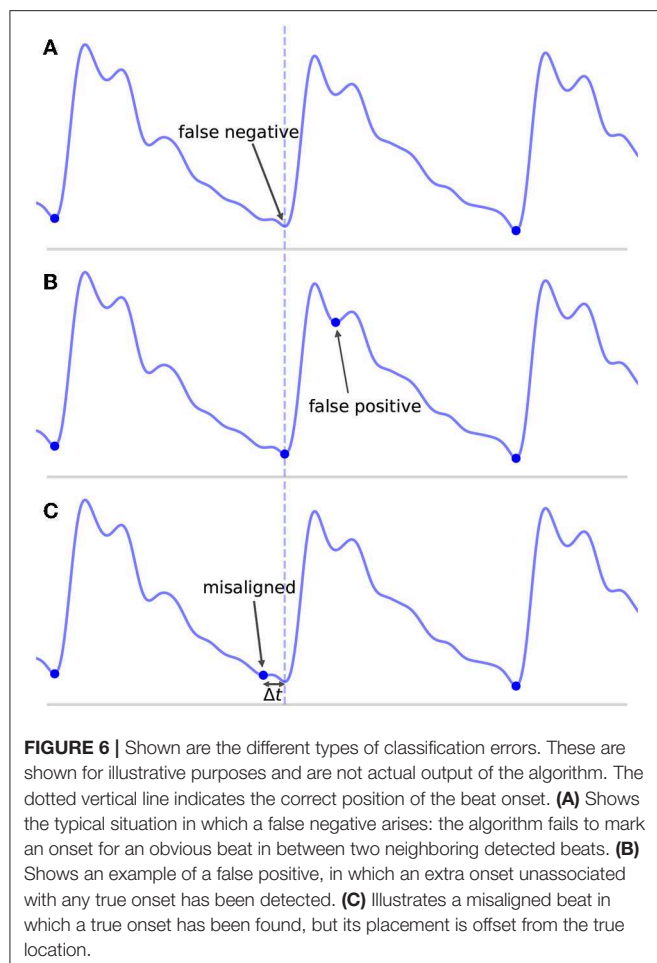 A
false negative
B
false positive
C
misaligned
Δt
FIGURE 6 | Shown are the different types of classification errors. These are
shown for illustrative purposes and are not actual output of the algorithm. The
dotted vertical line indicates the correct position of the beat onset. (A) Shows
the typical situation in which a false negative arises: the algorithm fails to mark
an onset for an obvious beat in between two neighboring detected beats. (B)
Shows an example of a false positive, in which an extra onset unassociated
with any true onset has been detected. (C) Illustrates a misaligned beat in
which a true onset has been found, but its placement is offset from the true
location.